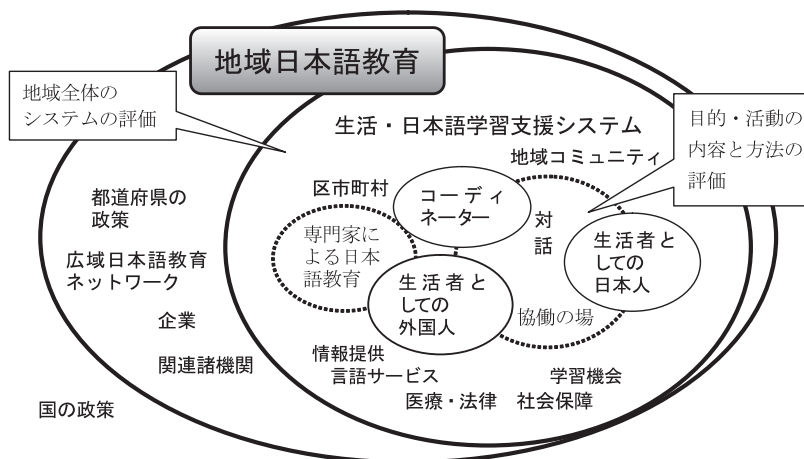 地域日本語教育
地域全体の
システムの評価
目的・活動の
内容と方法の
評価
生活・日本語学習支援システム
地域コミュニティ
区市町村
コーディ
ネーター
対
話
専門家に
よる日本
語教育
生活者と
しての
日本人
生活者と
しての
外国人
協働の場
都道府県の
政策
広域日本語教育
ネットワーク
企業
関連諸機関
国の政策
情報提供
言語サービス
学習機会
医療・法律
社会保障